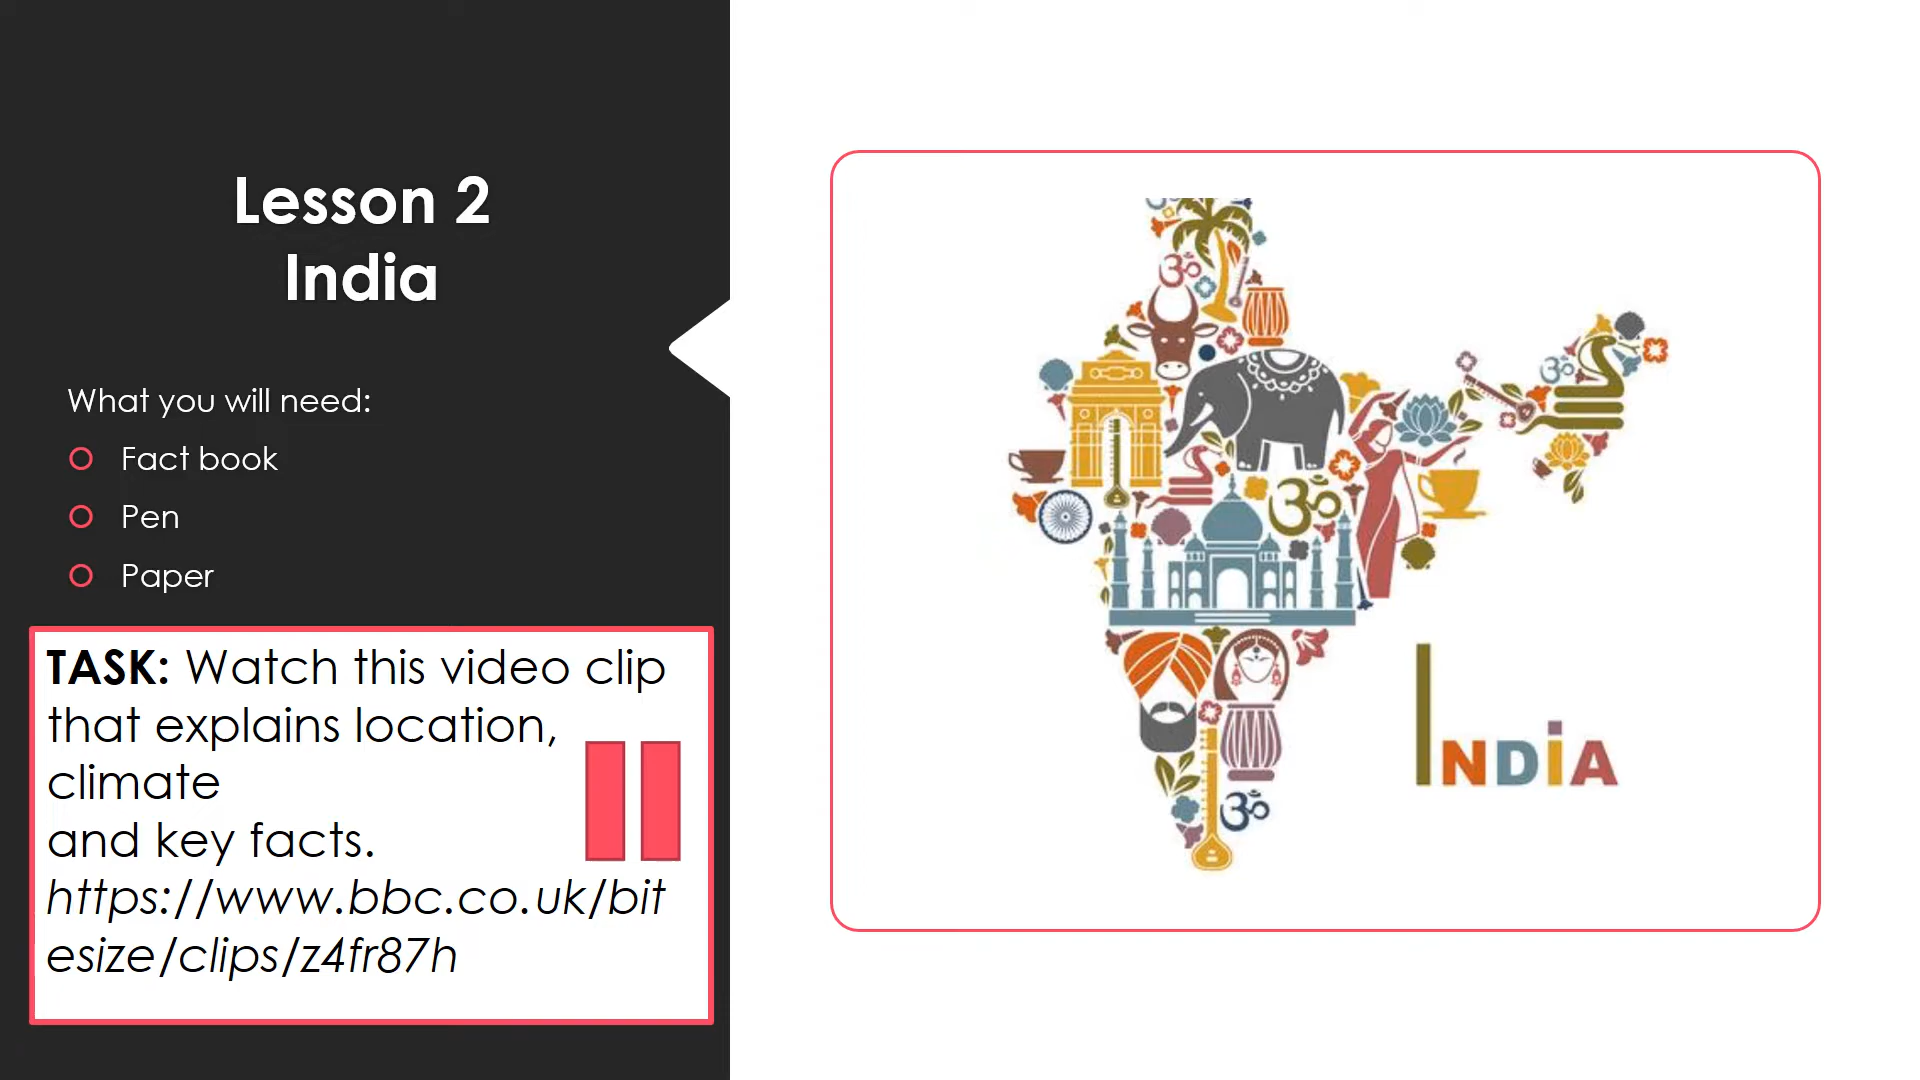 Lesson 2
India
What you will need:
Fact book
Pen
Paper
TASK: Watch this video clip
that explains location,
climate
and key facts.
https://www.bbc.co.uk/bit
esize/clips/z4fr87h
ॐ
ॐ
ॐ
ॐ
INDiA